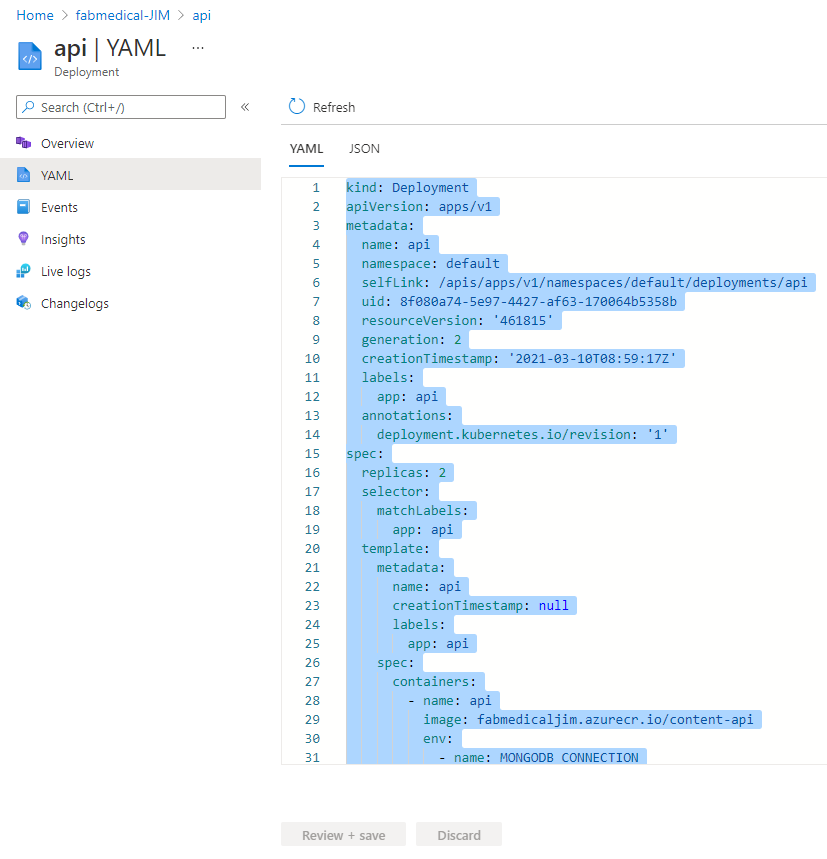 Home > fabmedical-JIM > api
api | YAML ...
Deployment
Search (Ctrl+/) «
Overview
YAML
Events
Insights
Live logs
Changelogs
Refresh
YAML JSON
1 kind: Deployment
2 apiVersion: apps/v1
3 metadata:
4 name: api
5 namespace: default
6 selfLink: /apis/apps/v1/namespaces/default/deployments/api
7 uid: 8f080a74-5e97-4427-af63-170064b5358b
8 resourceVersion: '461815'
9 generation: 2
10 creationTimestamp: '2021-03-10T08:59:17Z'
11 labels:
12 app: api
13 annotations:
14 deployment.kubernetes.io/revision: '1'
15 spec:
16 replicas: 2
17 selector:
18 matchLabels:
19 app: api
20 template:
21 metadata:
22 name: api
23 creationTimestamp: null
24 labels:
25 app: api
26 spec:
27 containers:
28 - name: api
29 image: fabmedicaljim.azurecr.io/content-api
30 env:
31 - name: MONGODB_CONNECTION
Review + save Discard